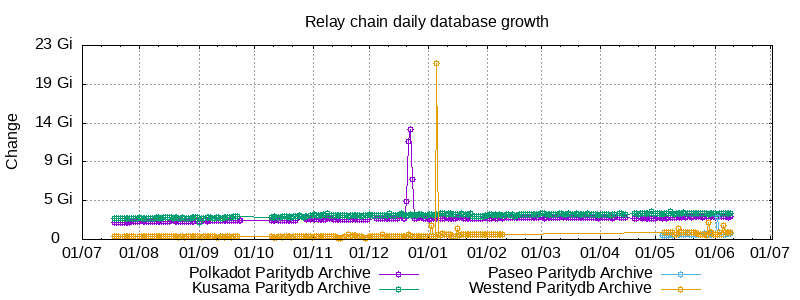 Relay chain daily database growth
23 Gi
19 Gi
14 Gi
9 Gi
5 Gi
0
Change
01/07 01/08 01/09 01/10 01/11 01/12 01/01 01/02 01/03 01/04 01/05 01/06 01/07
Polkadot Paritydb Archive Paseo Paritydb Archive
Kusama Paritydb Archive Westend Paritydb Archive